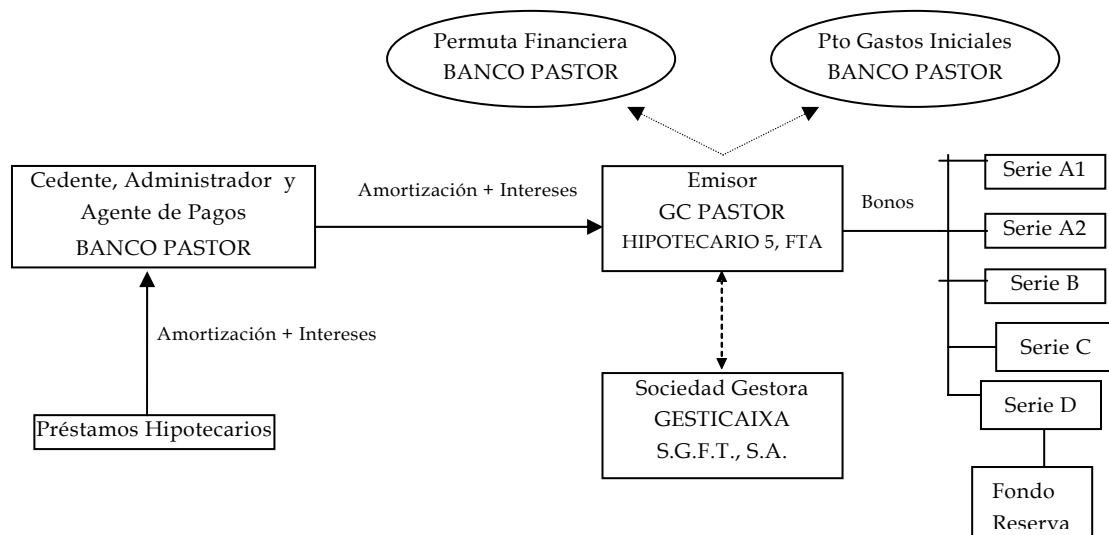 Permuta Financiera
BANCO PASTOR
Pto Gastos Iniciales
BANCO PASTOR
Cedente, Administrador y
Agente de Pagos
BANCO PASTOR
Amortización + Intereses
Emisor
GC PASTOR
HIPOTECARIO 5, FTA
Bonos
Serie A1
Serie A2
Serie B
Serie C
Serie D
Fondo
Reserva
Amortización + Intereses
Préstamos Hipotecarios
Sociedad Gestora
GESTICAIXA
S.G.F.T., S.A.